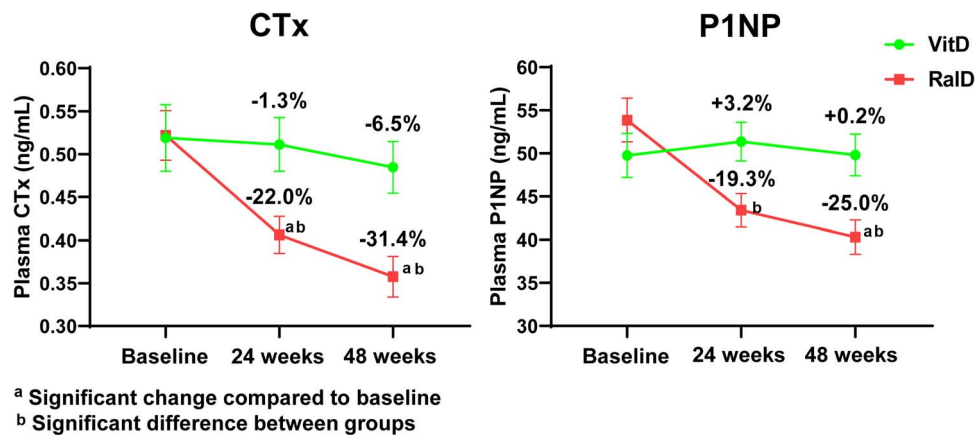 CTx
P1NP
VitD
RalD
Plasma CTx (ng/mL)
0.60
0.55
0.50
0.45
0.40
0.35
0.30
-1.3%
-6.5%
-22.0%
ab
-31.4%
ab
Baseline
24 weeks
48 weeks
Plasma P1NP (ng/mL)
60
55
50
45
40
35
30
+3.2%
+0.2%
-19.3%
b
-25.0%
ab
Baseline
24 weeks
48 weeks
a Significant change compared to baseline
b Significant difference between groups